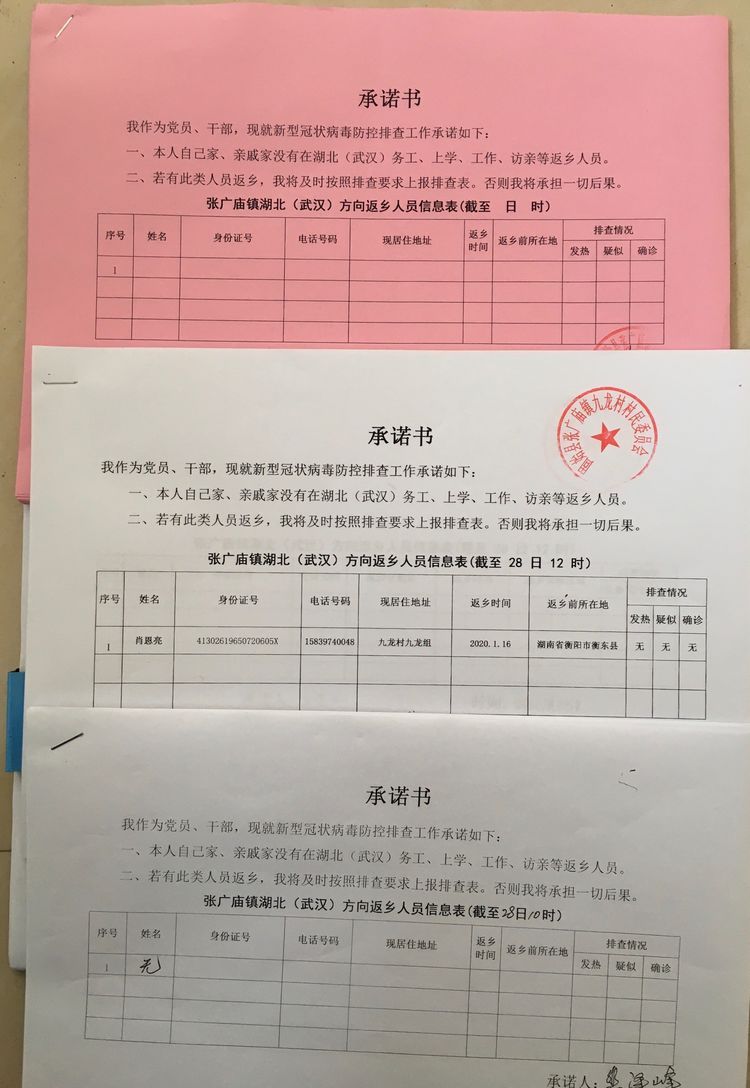 承诺书
我作为党员、干部，现就新型冠状病毒防控排查工作承诺如下：
一、本人自己家、亲戚家没有在湖北（武汉）务工、上学、工作、访亲等返乡人员。
二、若有此类人员返乡，我将及时按照排查要求上报排查表。否则我将承担一切后果。
张广庙镇湖北（武汉）方向返乡人员信息表(截至 日 时)
序号 姓名 身份证号 电话号码 现居住地址 返乡时间 返乡前所在地 排查情况
发热 疑似 确诊
1
固始县张广庙镇九龙村村民委员会
承诺书
我作为党员、干部，现就新型冠状病毒防控排查工作承诺如下：
一、本人自己家、亲戚家没有在湖北（武汉）务工、上学、工作、访亲等返乡人员。
二、若有此类人员返乡，我将及时按照排查要求上报排查表。否则我将承担一切后果。
张广庙镇湖北（武汉）方向返乡人员信息表(截至 28 日 12 时)
序号 姓名 身份证号 电话号码 现居住地址 返乡时间 返乡前所在地 排查情况
发热 疑似 确诊
1 肖恩亮 41302619650720605X 15839740048 九龙村九龙组 2020.1.16 湖南省衡阳市衡东县 无 无 无
承诺书
我作为党员、干部，现就新型冠状病毒防控排查工作承诺如下：
一、本人自己家、亲戚家没有在湖北（武汉）务工、上学、工作、访亲等返乡人员。
二、若有此类人员返乡，我将及时按照排查要求上报排查表。否则我将承担一切后果。
张广庙镇湖北（武汉）方向返乡人员信息表(截至28日10时)
序号 姓名 身份证号 电话号码 现居住地址 返乡时间 返乡前所在地 排查情况
发热 疑似 确诊
1 无
承诺人：